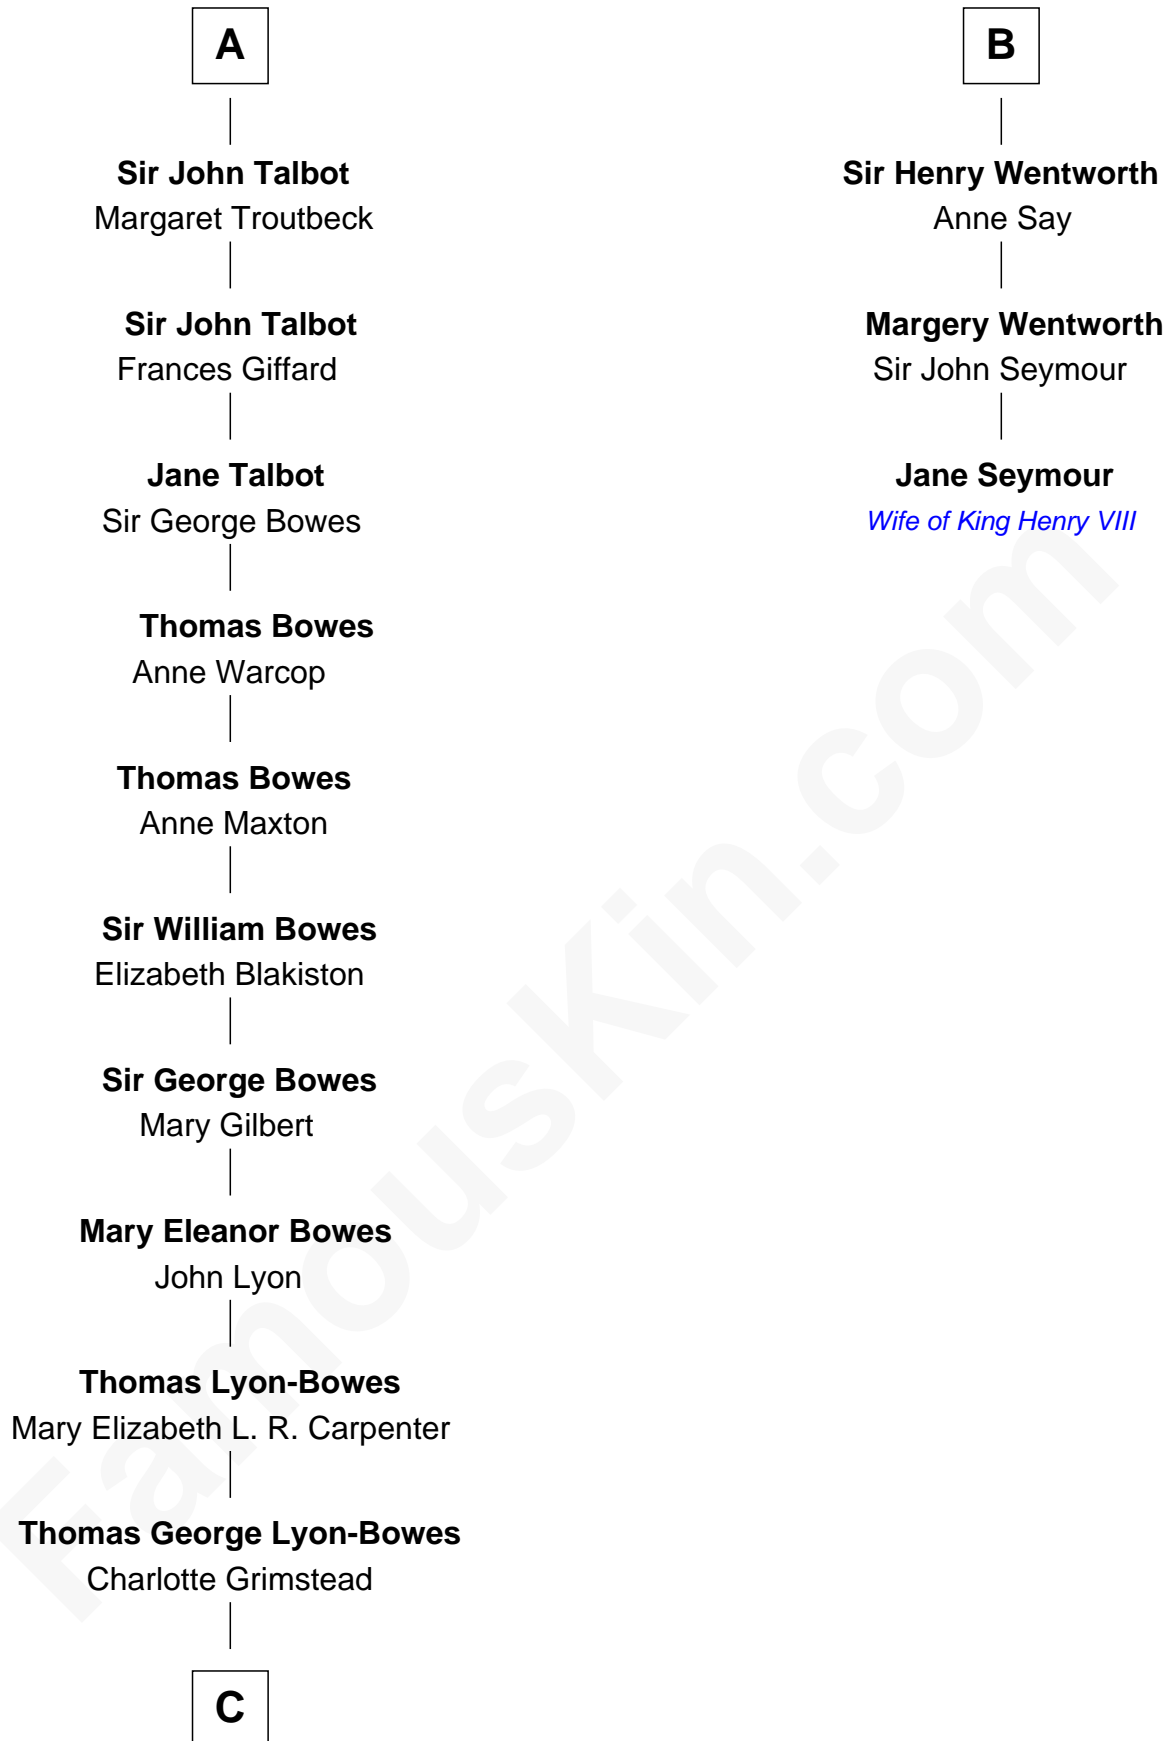 A
Sir John Talbot
Margaret Troutbeck
Sir John Talbot
Frances Giffard
Jane Talbot
Sir George Bowes
Thomas Bowes
Anne Warcop
Thomas Bowes
Anne Maxton
Sir William Bowes
Elizabeth Blakiston
Sir George Bowes
Mary Gilbert
Mary Eleanor Bowes
John Lyon
Thomas Lyon-Bowes
Mary Elizabeth L. R. Carpenter
Thomas George Lyon-Bowes
Charlotte Grimstead
C
B
Sir Henry Wentworth
Anne Say
Margery Wentworth
Sir John Seymour
Jane Seymour
Wife of King Henry VIII
FamousKin.com